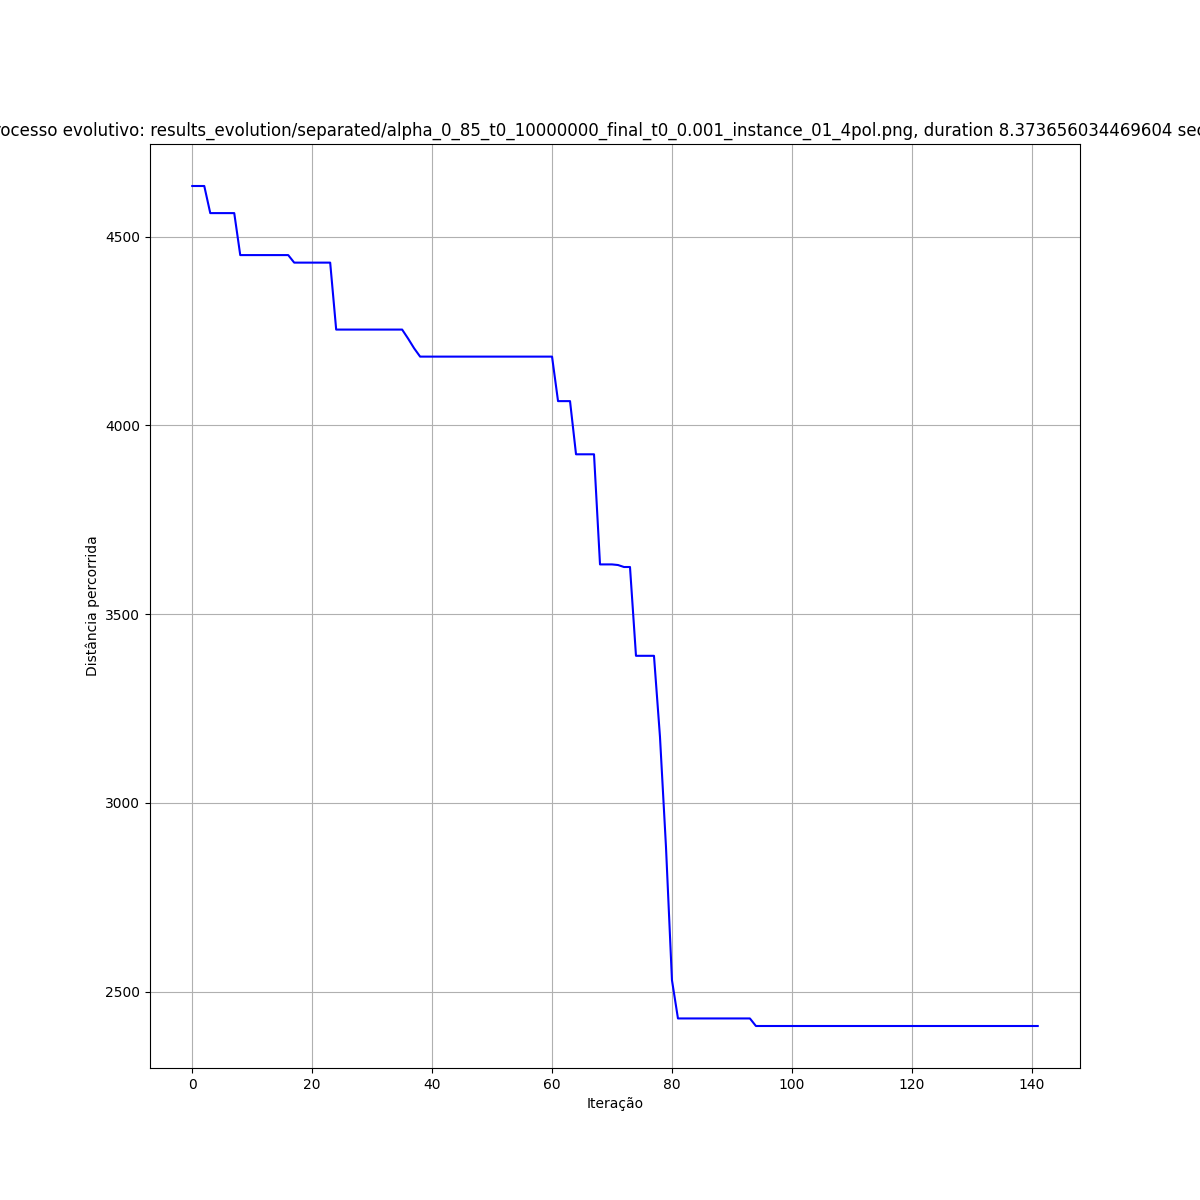 ocesso evolutivo: results_evolution/separated/alpha_0_85_t0_10000000_final_t0_0.001_instance_01_4pol.png, duration 8.373656034469604 sec
4500
4000
3500
3000
2500
Distância percorrida
0 20 40 60 80 100 120 140
Iteração